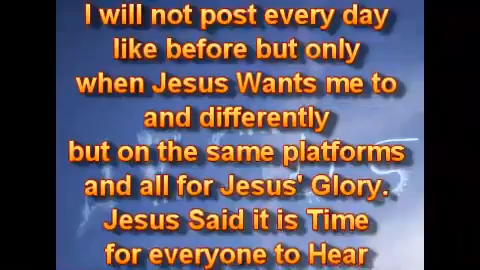 I will not post every day
like before but only
when Jesus Wants me to
and differently
but on the same platforms
and all for Jesus' Glory.
Jesus Said it is Time
for everyone to Hear